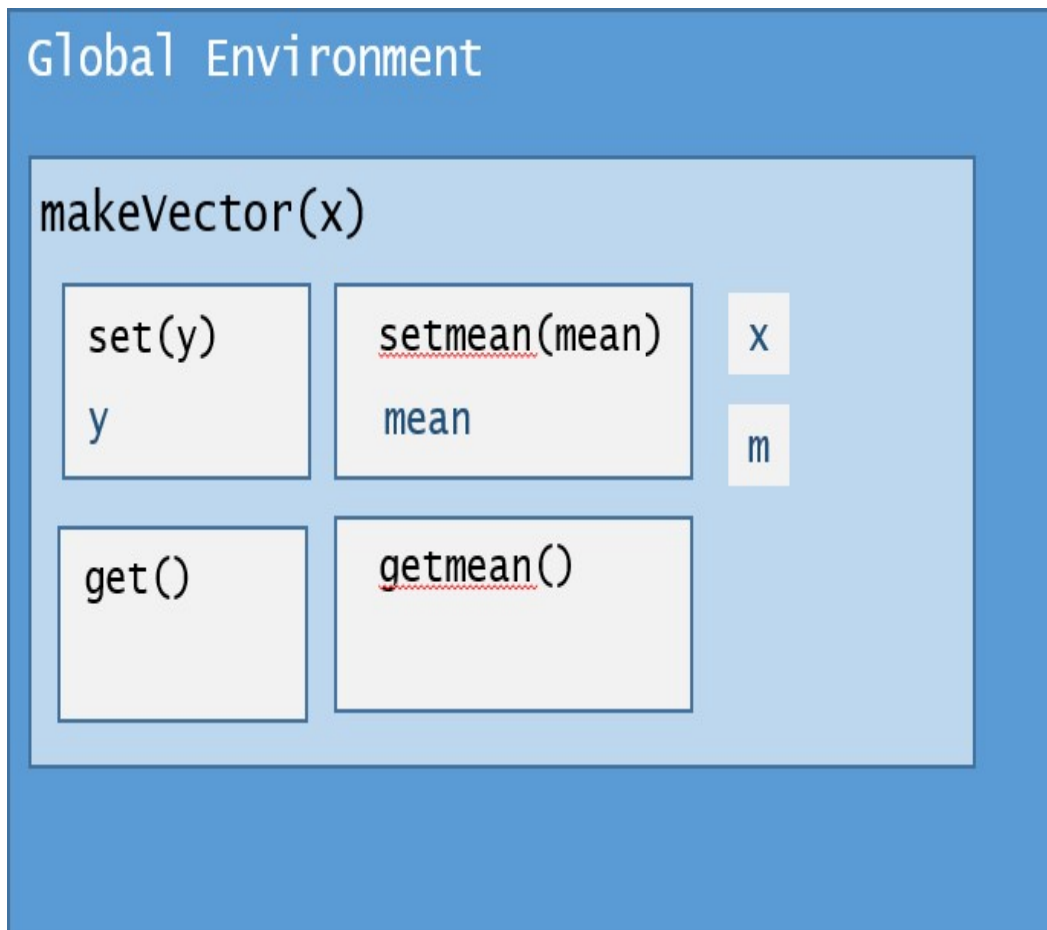 Global Environment
makeVector(x)
set(y)
y
setmean(mean)
mean
x
m
get()
getmean()